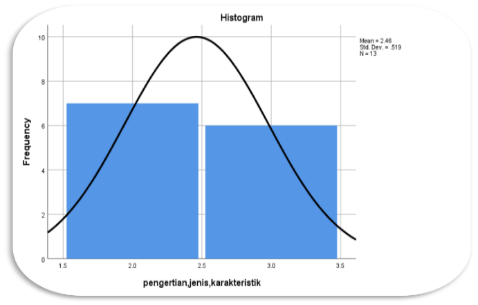 Histogram
Mean = 2.46
Std. Dev. = .519
N = 13
Frequency
10
8
6
4
2
0
1.5 2.0 2.5 3.0 3.5
pengertian,jenis,karakteristik